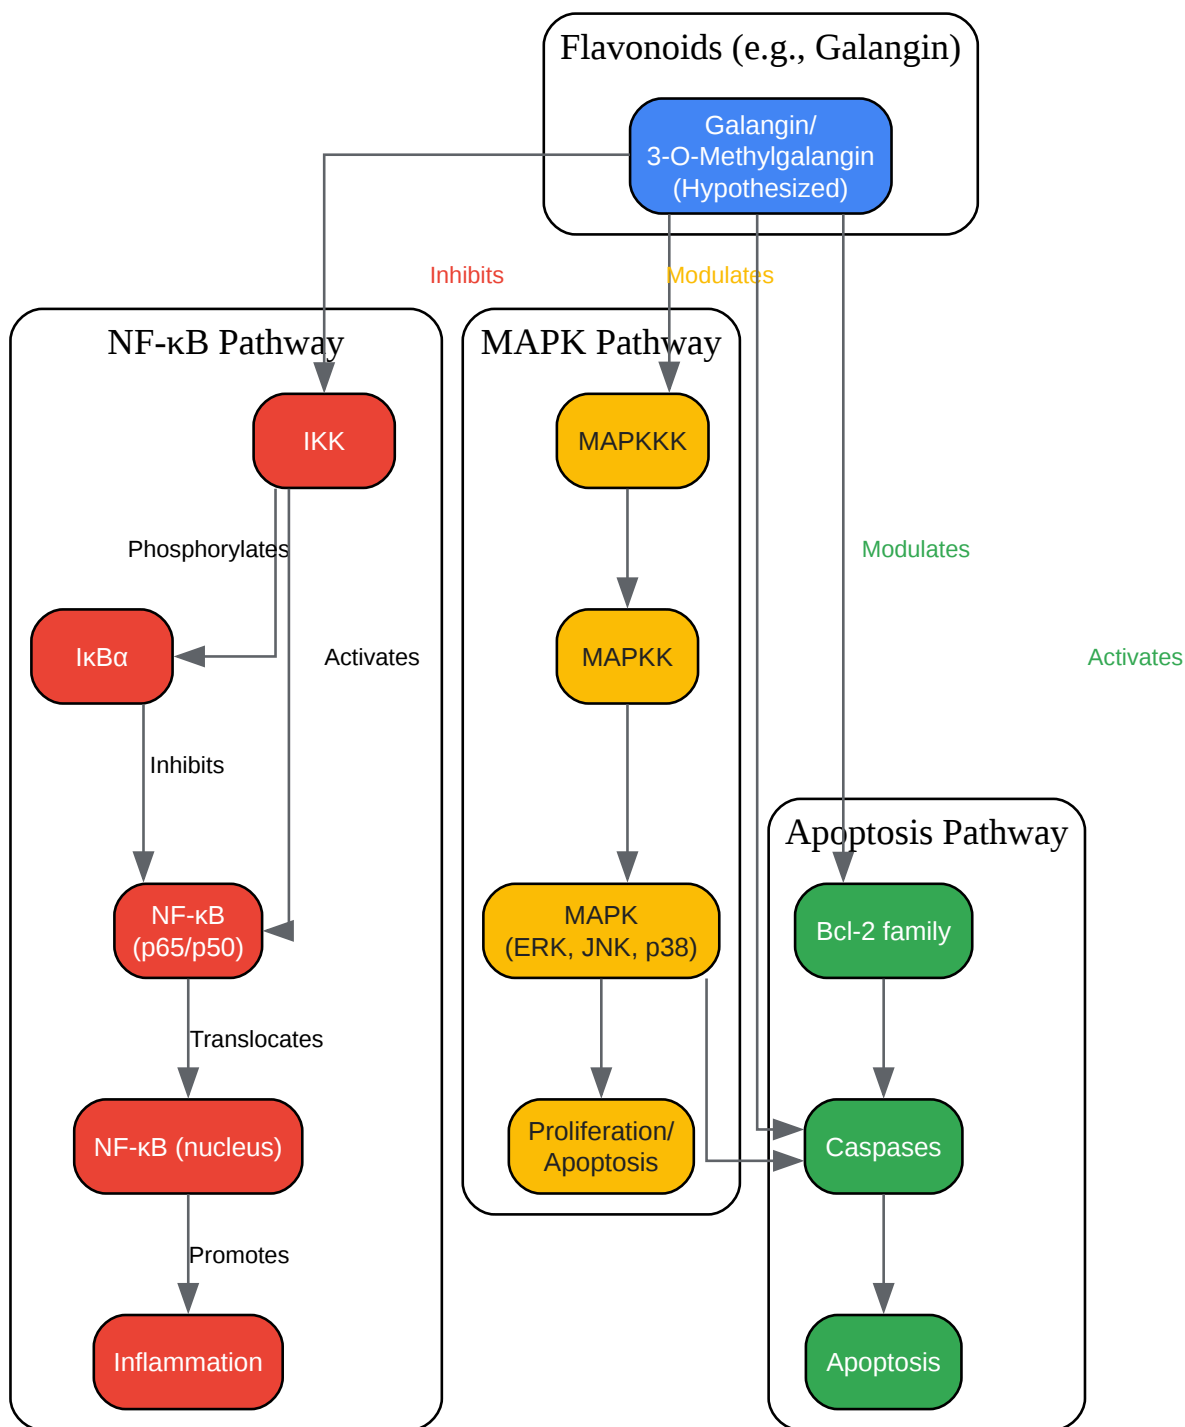 Flavonoids (e.g., Galangin)
Galangin/
3-O-Methylgalangin
(Hypothesized)
Inhibits
Modulates
NF-κB Pathway
MAPK Pathway
IKK
MAPKKK
Phosphorylates
Modulates
IκBα
Activates
MAPKK
Activates
Inhibits
Apoptosis Pathway
NF-κB
(p65/p50)
MAPK
(ERK, JNK, p38)
Bcl-2 family
Translocates
NF-κB (nucleus)
Proliferation/
Apoptosis
Caspases
Promotes
Inflammation
Apoptosis